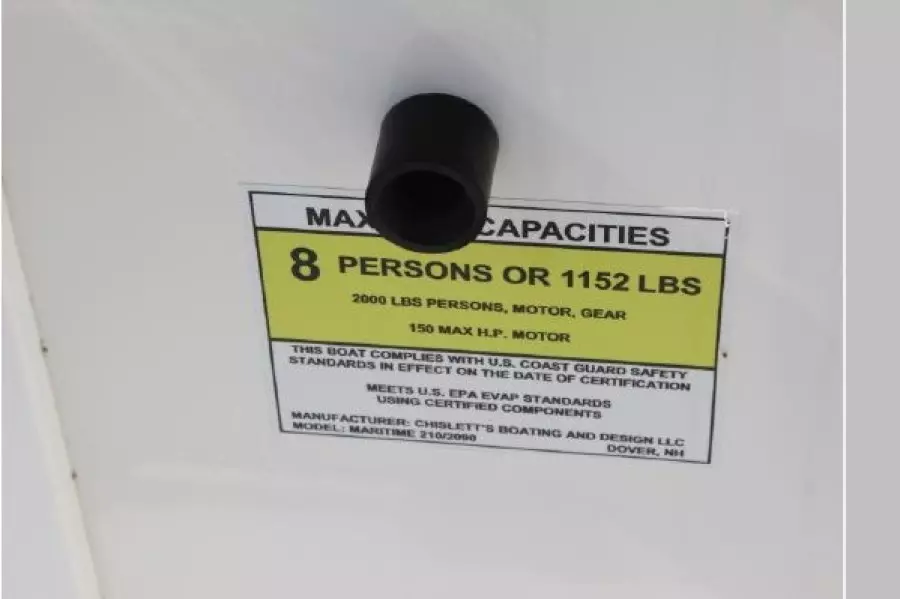 MAX CAPACITIES
8 PERSONS OR 1152 LBS
2000 LBS PERSONS, MOTOR, GEAR
150 MAX H.P. MOTOR
THIS BOAT COMPLIES WITH U.S. COAST GUARD SAFETY
STANDARDS IN EFFECT ON THE DATE OF CERTIFICATION
MEETS U.S. EPA EVAP STANDARDS
USING CERTIFIED COMPONENTS
MANUFACTURER: CHISLETT'S BOATING AND DESIGN LLC
MODEL: MARITIME 210/2090 DOVER, NH